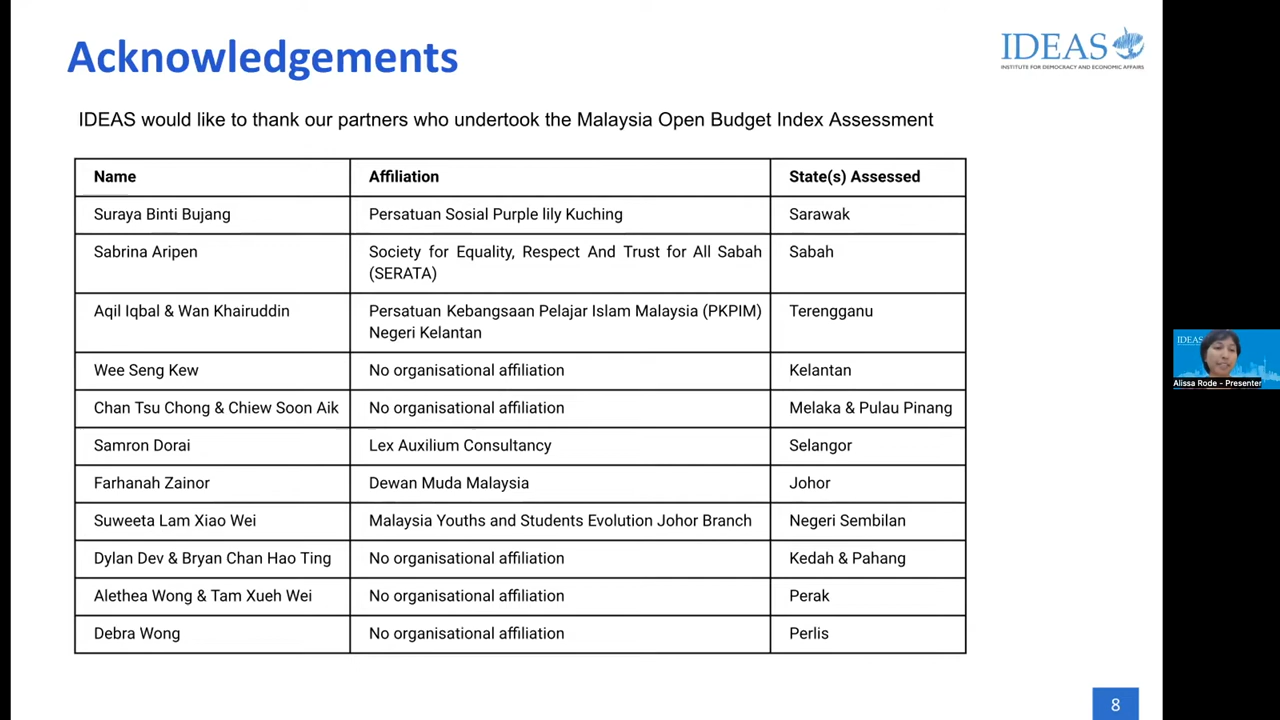 Acknowledgements
IDEAS
INSTITUTE FOR DEMOCRACY AND ECONOMIC AFFAIRS
IDEAS would like to thank our partners who undertook the Malaysia Open Budget Index Assessment
Name Affiliation State(s) Assessed
Suraya Binti Bujang Persatuan Sosial Purple lily Kuching Sarawak
Sabrina Aripen Society for Equality, Respect And Trust for All Sabah Sabah
(SERATA)
Aqil Iqbal & Wan Khairuddin Persatuan Kebangsaan Pelajar Islam Malaysia (PKPIM) Terengganu
Negeri Kelantan
Wee Seng Kew No organisational affiliation Kelantan
Chan Tsu Chong & Chiew Soon Aik No organisational affiliation Melaka & Pulau Pinang
Samron Dorai Lex Auxilium Consultancy Selangor
Farhanah Zainor Dewan Muda Malaysia Johor
Suweeta Lam Xiao Wei Malaysia Youths and Students Evolution Johor Branch Negeri Sembilan
Dylan Dev & Bryan Chan Hao Ting No organisational affiliation Kedah & Pahang
Alethea Wong & Tam Xueh Wei No organisational affiliation Perak
Debra Wong No organisational affiliation Perlis
8
IDEAS
Alissa Rode - Presenter